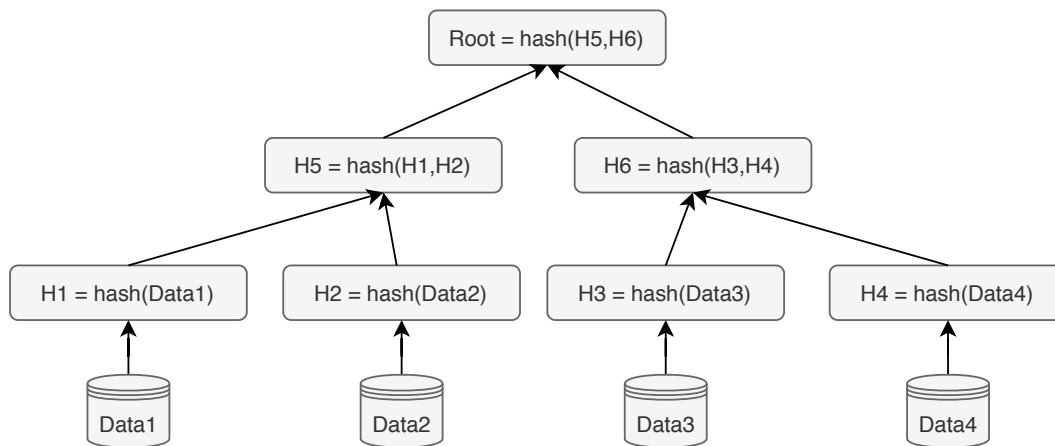 Root = hash(H5,H6)
H5 = hash(H1,H2)
H6 = hash(H3,H4)
H1 = hash(Data1)
H2 = hash(Data2)
H3 = hash(Data3)
H4 = hash(Data4)
Data1
Data2
Data3
Data4